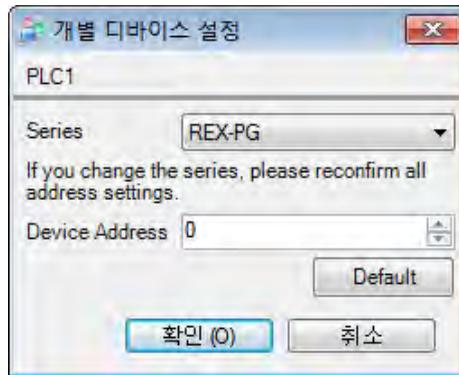 개별 디바이스 설정
PLC1
Series REX-PG
If you change the series, please reconfirm all
address settings.
Device Address 0
Default
확인 (O) 취소